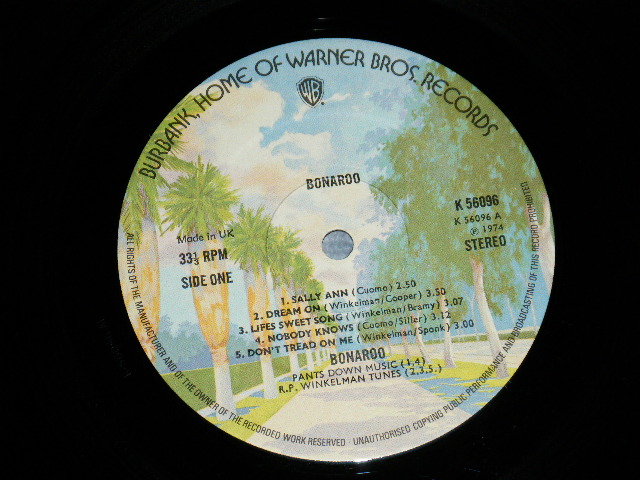 BURBANK, HOME OF WARNER BROS. RECORDS
WB
BONAROO
K 56096
K 56096 A
Ⓟ 1974
STEREO
Made in UK
33⅓ RPM
SIDE ONE
1. SALLY ANN (Cuomo) 2.50
2. DREAM ON (Winkelman/Cooper) 3.50
3. LIFES SWEET SONG (Winkelman/Bramy) 3.07
4. NOBODY KNOWS (Cuomo/Siller) 3.12
5. DON'T TREAD ON ME (Winkelman/Sponk) 3.00
BONAROO
PANTS DOWN MUSIC (1,4)
R.P. WINKELMAN TUNES (2,3,5.)
ALL RIGHTS OF THE MANUFACTURER AND OF THE OWNER OF THE RECORDED WORK RESERVED · UNAUTHORISED COPYING PUBLIC PERFORMANCE AND BROADCASTING OF THIS RECORD PROHIBITED